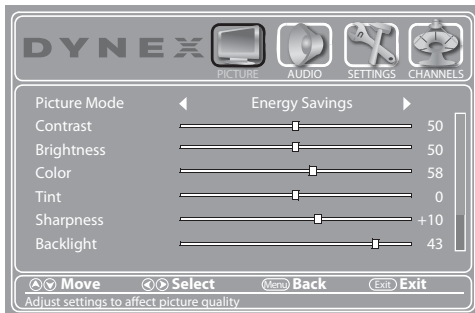 DYNEX
PICTURE AUDIO SETTINGS CHANNELS
Picture Mode Energy Savings
Contrast 50
Brightness 50
Color 58
Tint 0
Sharpness +10
Backlight 43
Move Select Menu Back Exit Exit
Adjust settings to affect picture quality